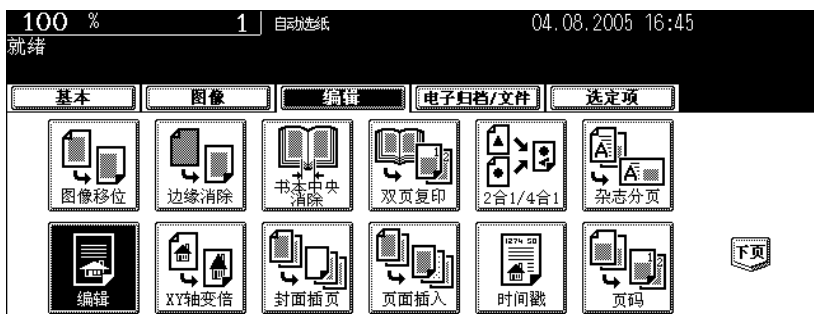 100 % 1 自动选纸 04.08.2005 16:45
就绪
基本 图像 编辑 电子归档/文件 选定项
图像移位 边缘消除 书本中央消除 双页复印 2合1/4合1 杂志分页
编辑 XY轴变倍 封面插页 页面插入 时间戳 页码 下页